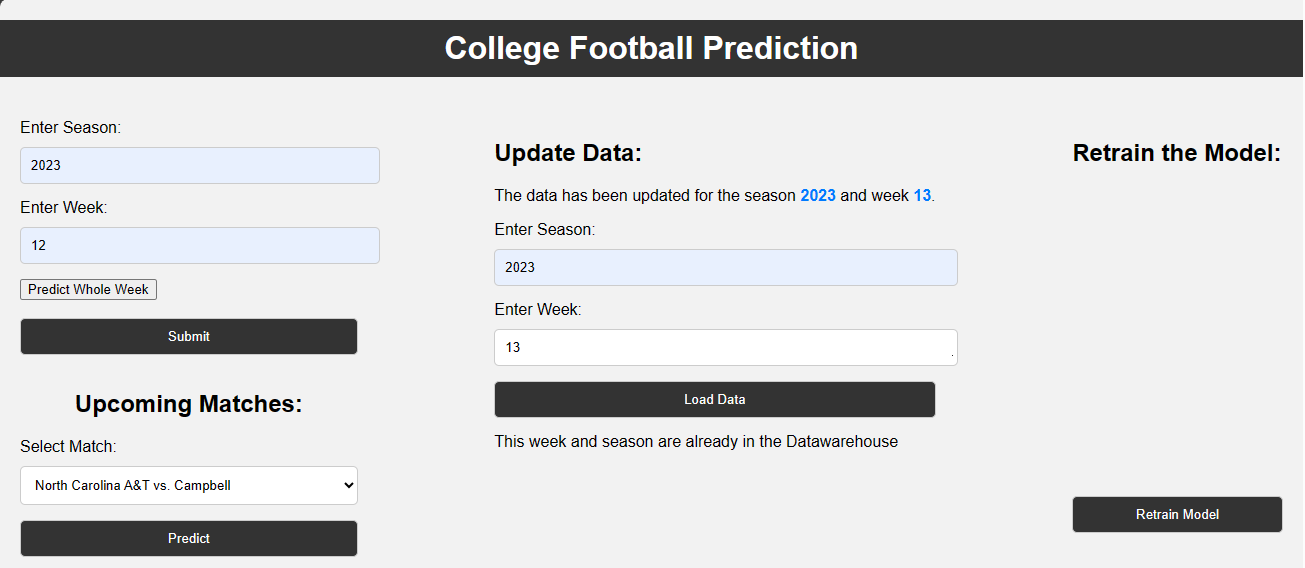 College Football Prediction
Enter Season:
2023
Enter Week:
12
Predict Whole Week
Submit
Upcoming Matches:
Select Match:
North Carolina A&T vs. Campbell
Predict
Update Data:
The data has been updated for the season 2023 and week 13.
Enter Season:
2023
Enter Week:
13
Load Data
This week and season are already in the Datawarehouse
Retrain the Model:
Retrain Model